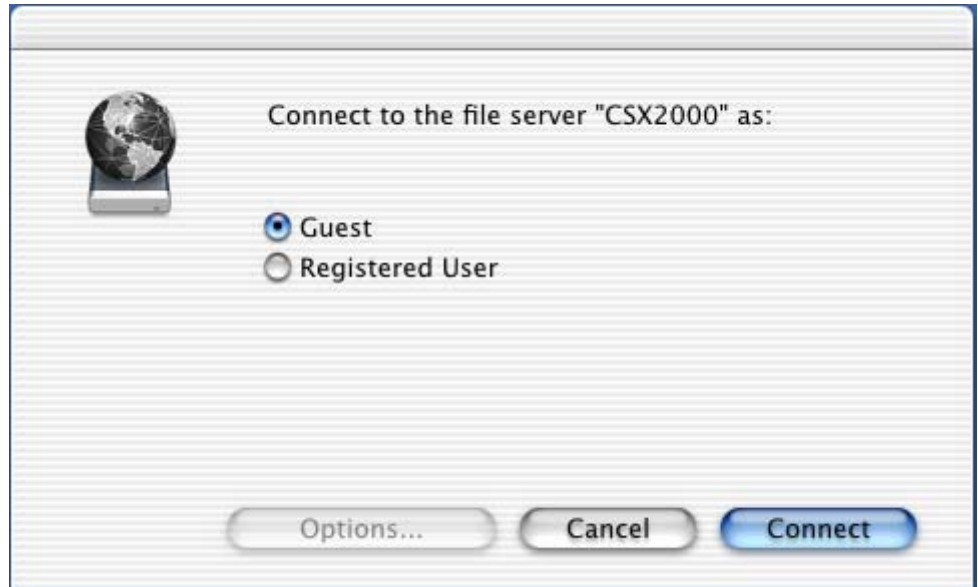 Connect to the file server "CSX2000" as:
Guest
Registered User
Options...
Cancel
Connect